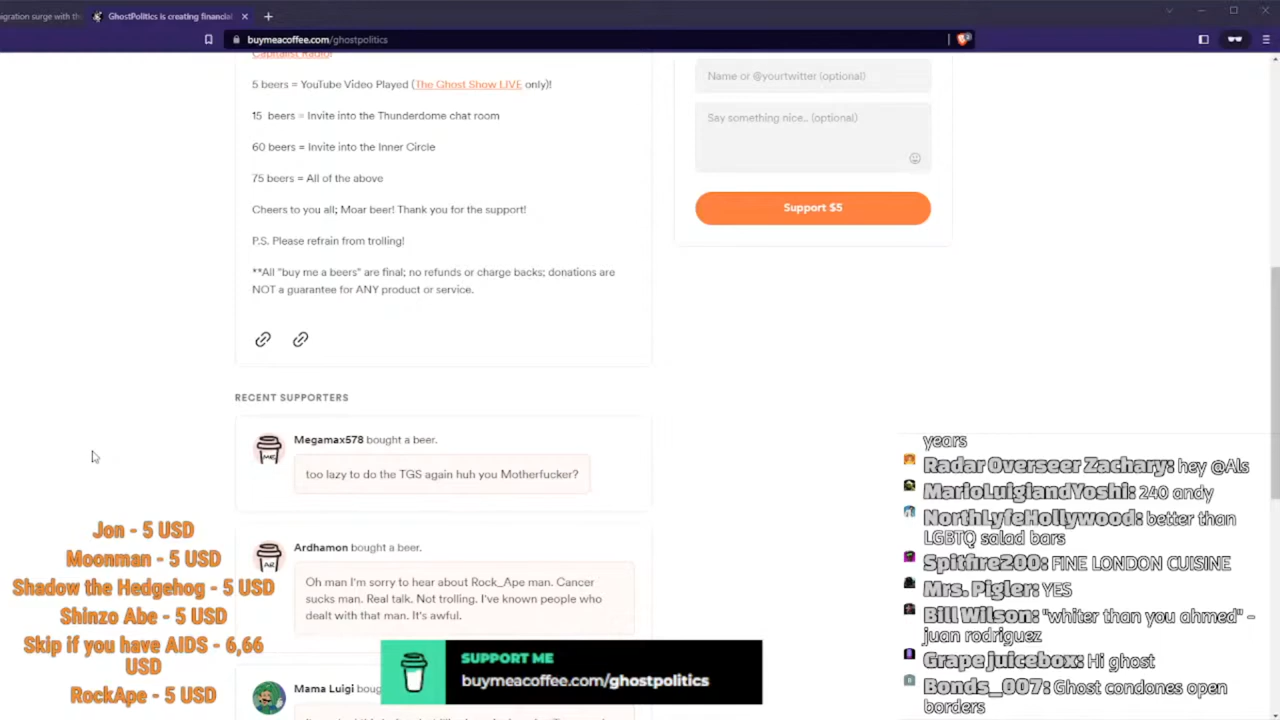 igration surge with th
GhostPolitics is creating financial
buymeacoffee.com/ghostpolitics
Capitalist Radio!
5 beers = YouTube Video Played (The Ghost Show LIVE only)!
15 beers = Invite into the Thunderdome chat room
60 beers = Invite into the Inner Circle
75 beers = All of the above
Cheers to you all; Moar beer! Thank you for the support!
P.S. Please refrain from trolling!
**All "buy me a beers" are final; no refunds or charge backs; donations are
NOT a guarantee for ANY product or service.
Name or @yourtwitter (optional)
Say something nice.. (optional)
Support $5
RECENT SUPPORTERS
Megamax578 bought a beer.
too lazy to do the TGS again huh you Motherfucker?
Ardhamon bought a beer.
Oh man I'm sorry to hear about Rock_Ape man. Cancer
sucks man. Real talk. Not trolling. I've known people who
dealt with that man. It's awful.
Mama Luigi boug
Jon - 5 USD
Moonman - 5 USD
Shadow the Hedgehog - 5 USD
Shinzo Abe - 5 USD
Skip if you have AIDS - 6,66
USD
RockApe - 5 USD
SUPPORT ME
buymeacoffee.com/ghostpolitics
years
Radar Overseer Zachary: hey @Als
MarioLuigiandYoshi: 240 andy
NorthLyfeHollywood: better than
LGBTQ salad bars
Spitfire200: FINE LONDON CUISINE
Mrs. Pigler: YES
Bill Wilson: "whiter than you ahmed" -
juan rodriguez
Grape juicebox: Hi ghost
Bonds_007: Ghost condones open
borders